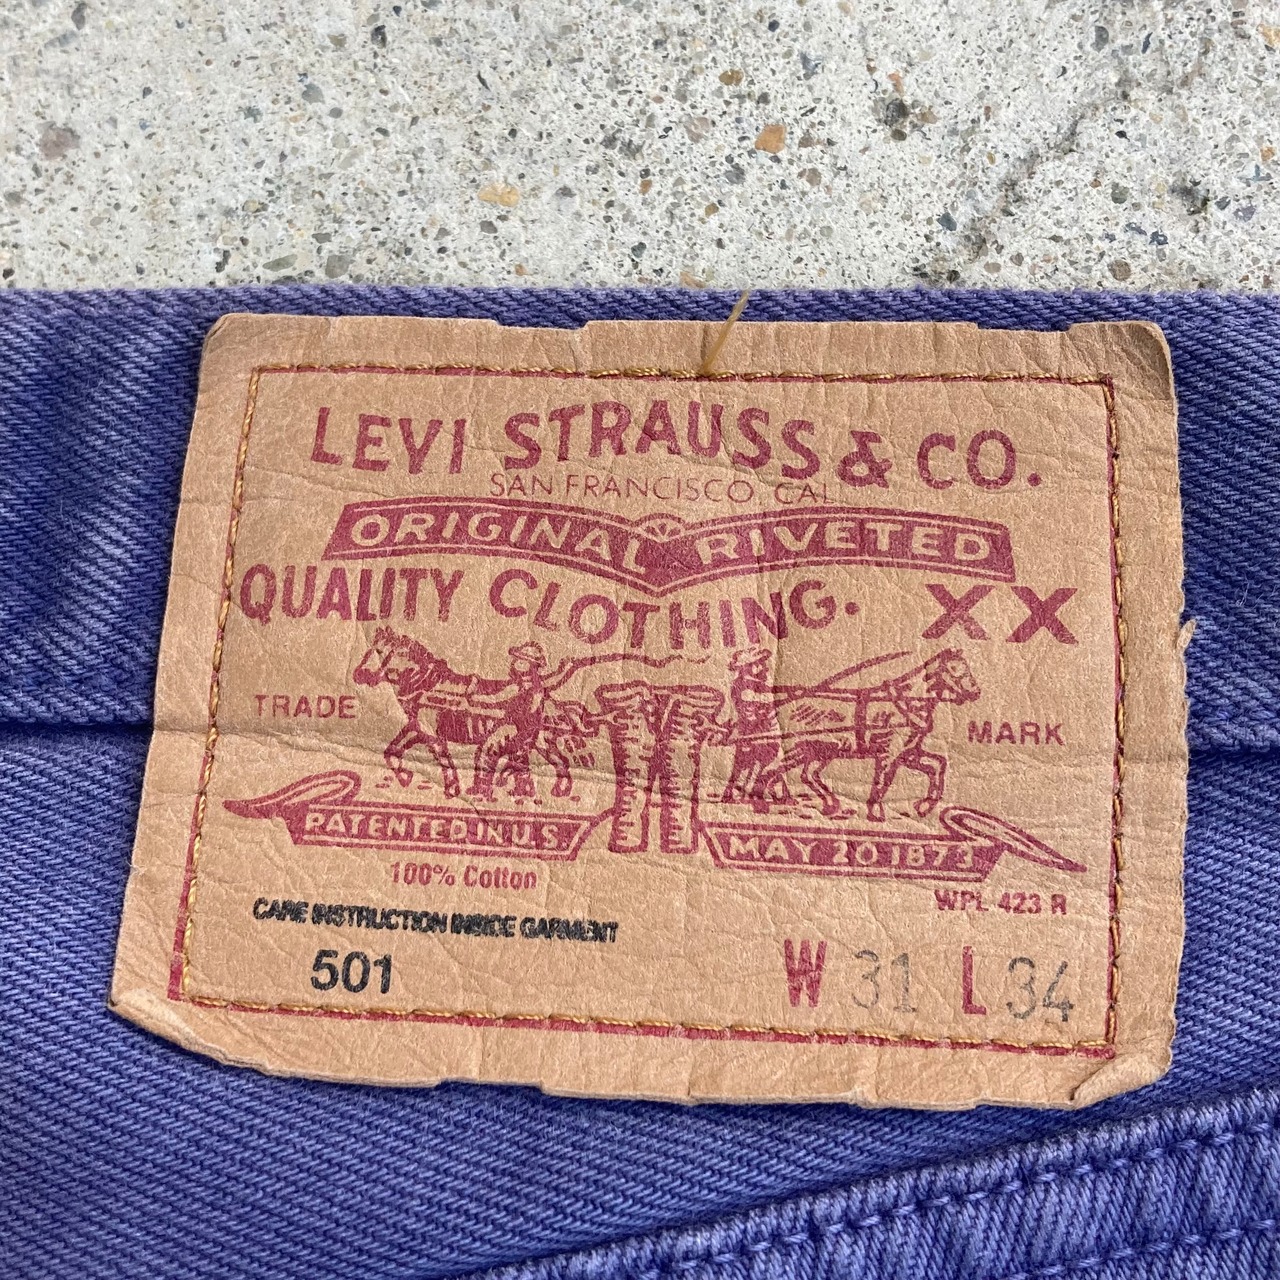 LEVI STRAUSS & CO.
SAN FRANCISCO CAL
ORIGINAL RIVETED
QUALITY CLOTHING. XX
TRADE MARK
PATENTED IN U.S. MAY 20 1873
100% Cotton
WPL 423 R
CARE INSTRUCTION INSIDE GARMENT
501 W 31 L 34